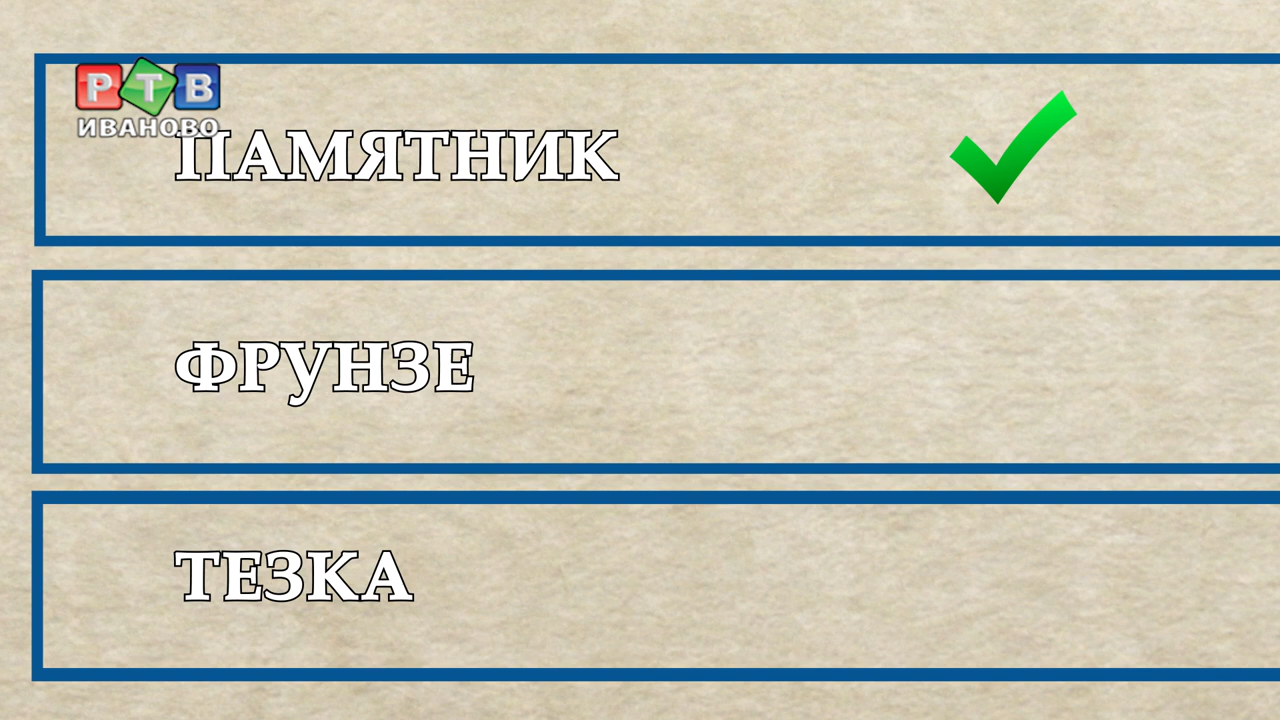 РТВ
ИВАНОВО
ПАМЯТНИК
ФРУНЗЕ
ТЕЗКА